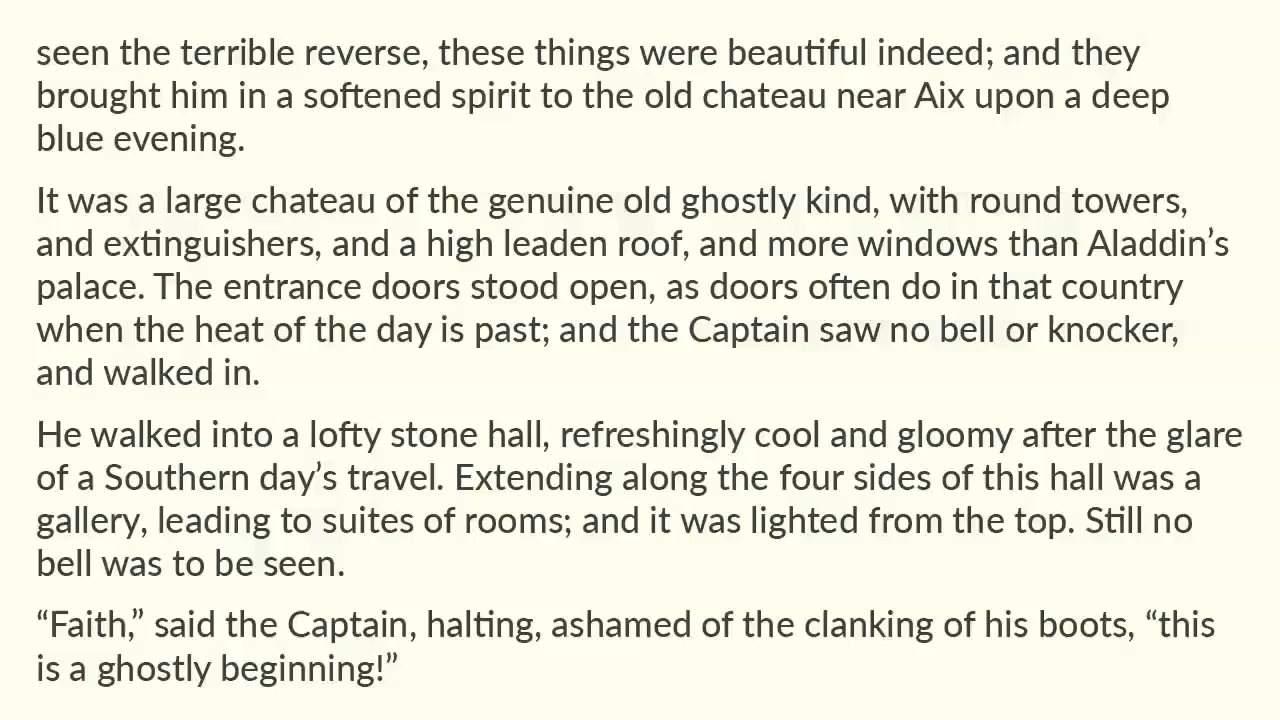 seen the terrible reverse, these things were beautiful indeed; and they
brought him in a softened spirit to the old chateau near Aix upon a deep
blue evening.
It was a large chateau of the genuine old ghostly kind, with round towers,
and extinguishers, and a high leaden roof, and more windows than Aladdin’s
palace. The entrance doors stood open, as doors often do in that country
when the heat of the day is past; and the Captain saw no bell or knocker,
and walked in.
He walked into a lofty stone hall, refreshingly cool and gloomy after the glare
of a Southern day’s travel. Extending along the four sides of this hall was a
gallery, leading to suites of rooms; and it was lighted from the top. Still no
bell was to be seen.
“Faith,” said the Captain, halting, ashamed of the clanking of his boots, “this
is a ghostly beginning!”